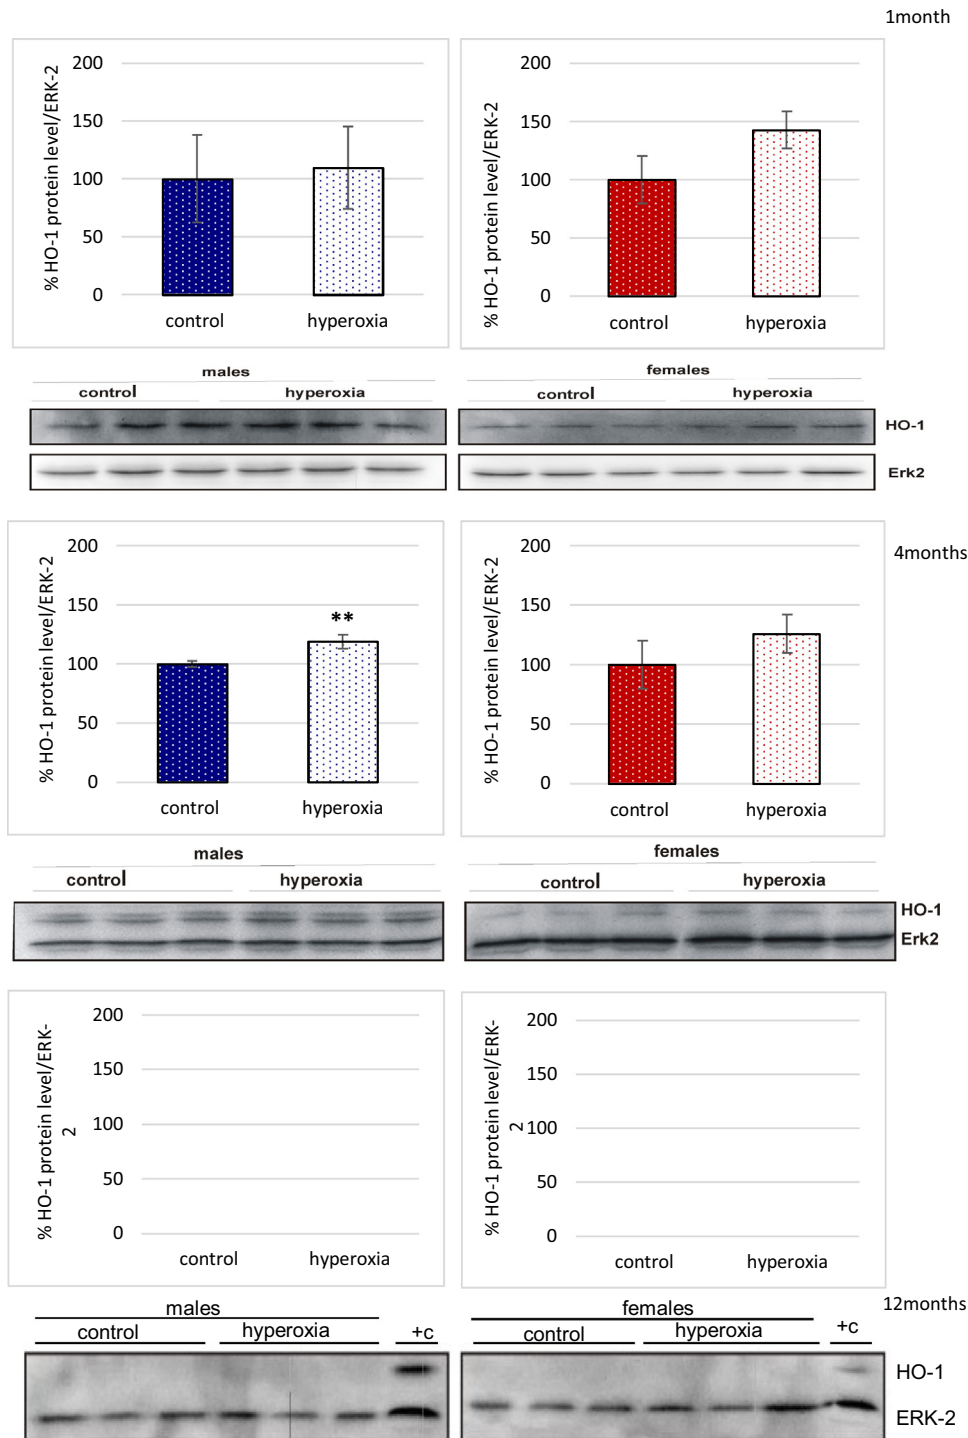 1month
% HO-1 protein level/ERK-2
200
150
100
50
0
control hyperoxia
% HO-1 protein level/ERK-2
200
150
100
50
0
control hyperoxia
males
control hyperoxia
females
control hyperoxia
HO-1
Erk2
4months
% HO-1 protein level/ERK-2
200
150
100
50
0
**
control hyperoxia
% HO-1 protein level/ERK-2
200
150
100
50
0
control hyperoxia
males
control hyperoxia
females
control hyperoxia
HO-1
Erk2
% HO-1 protein level/ERK-
2
200
150
100
50
0
control hyperoxia
% HO-1 protein level/ERK-
2
200
150
100
50
0
control hyperoxia
12months
males
control hyperoxia +c
females
control hyperoxia +c
HO-1
ERK-2